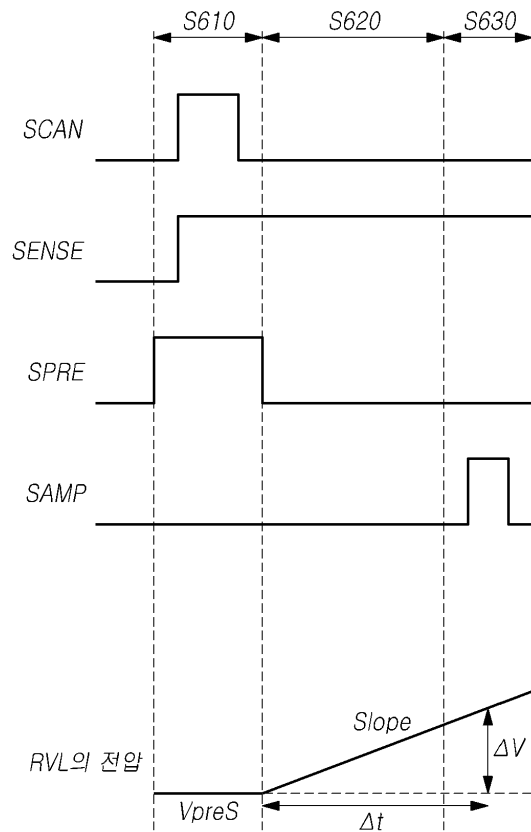 S610 S620 S630
SCAN
SENSE
SPRE
SAMP
Slope
ΔV
RVL의 전압
VpreS
Δt